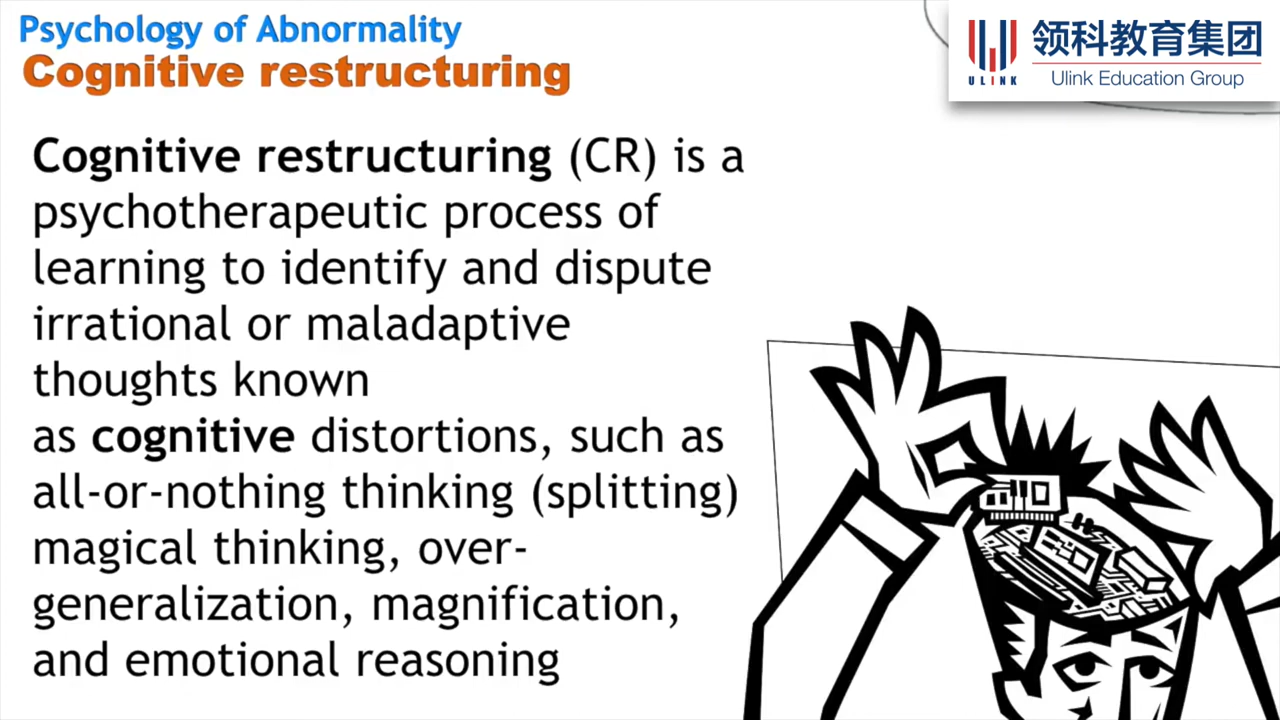 Psychology of Abnormality
Cognitive restructuring
ULINK
领科教育集团
Ulink Education Group
Cognitive restructuring (CR) is a
psychotherapeutic process of
learning to identify and dispute
irrational or maladaptive
thoughts known
as cognitive distortions, such as
all-or-nothing thinking (splitting)
magical thinking, over-
generalization, magnification,
and emotional reasoning